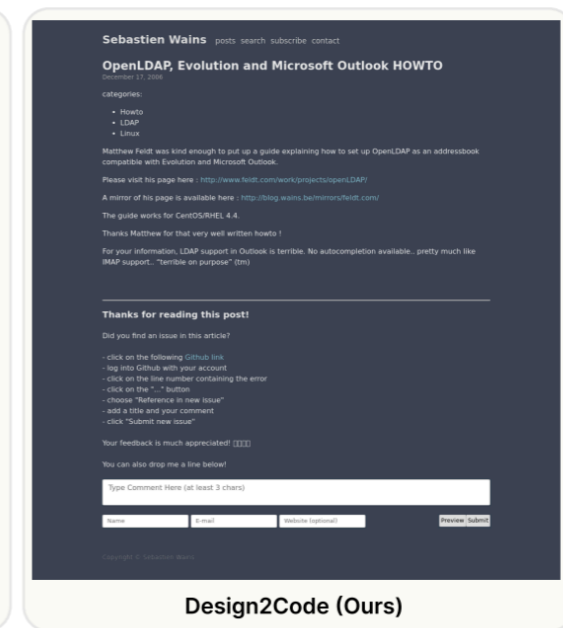 Sebastien Wains posts search subscribe contact
OpenLDAP, Evolution and Microsoft Outlook HOWTO
December 17, 2006
categories:
• Howto
• LDAP
• Linux
Matthew Feldt was kind enough to put up a guide explaining how to set up OpenLDAP as an addressbook
compatible with Evolution and Microsoft Outlook.
Please visit his page here : http://www.feldt.com/work/projects/openLDAP/
A mirror of his page is available here : http://blog.wains.be/mirrors/feldt.com/
The guide works for CentOS/RHEL 4.4.
Thanks Matthew for that very well written howto !
For your information, LDAP support in Outlook is terrible. No autocompletion available.. pretty much like
IMAP support.. "terrible on purpose" (tm)
Thanks for reading this post!
Did you find an issue in this article?
- click on the following Github link
- log into Github with your account
- click on the line number containing the error
- click on the "..." button
- choose "Reference in new issue"
- add a title and your comment
- click "Submit new issue"
Your feedback is much appreciated!
You can also drop me a line below!
Type Comment Here (at least 3 chars)
Name E-mail Website (optional) Preview Submit
Copyright © Sebastien Wains
Design2Code (Ours)